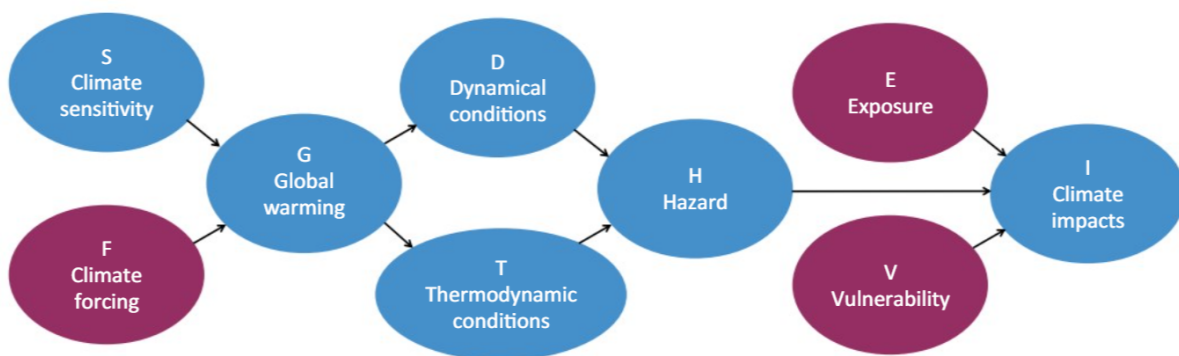 S
Climate
sensitivity
F
Climate
forcing
G
Global
warming
D
Dynamical
conditions
T
Thermodynamic
conditions
H
Hazard
E
Exposure
V
Vulnerability
I
Climate
impacts